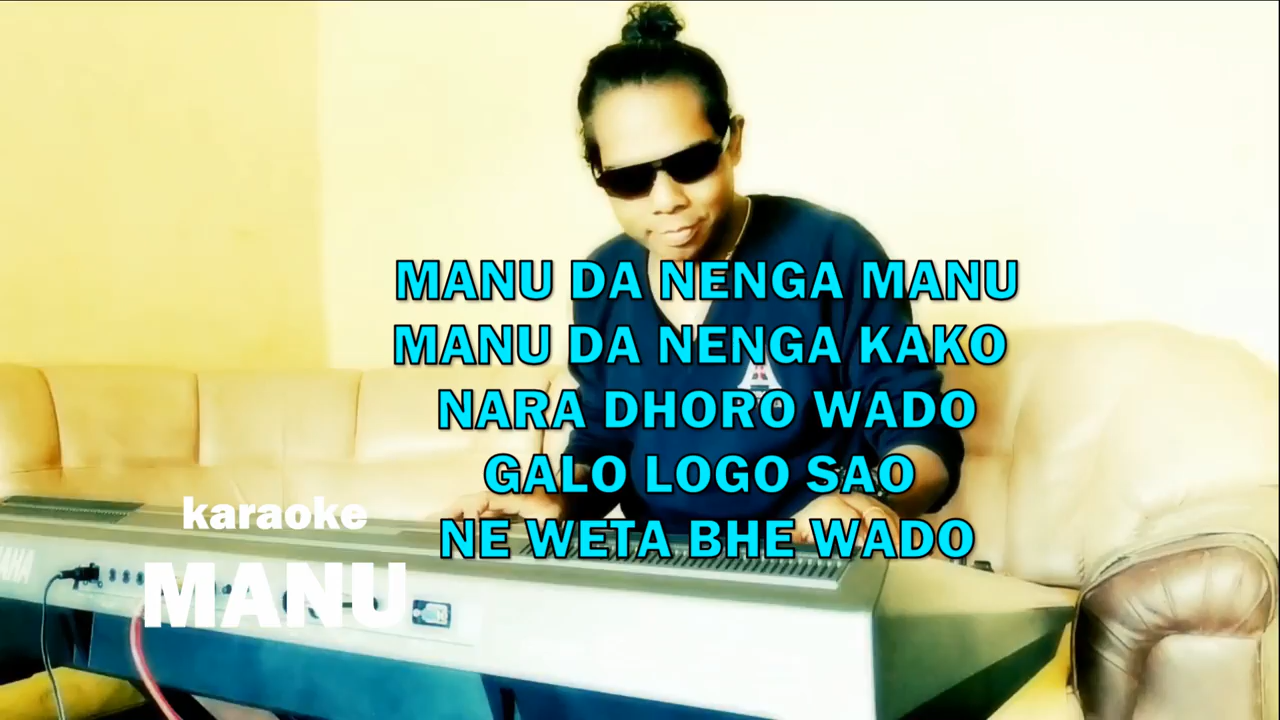 MANU DA NENGA MANU
MANU DA NENGA KAKO
NARA DHORO WADO
GALO LOGO SAO
NE WETA BHE WADO
karaoke
MANU